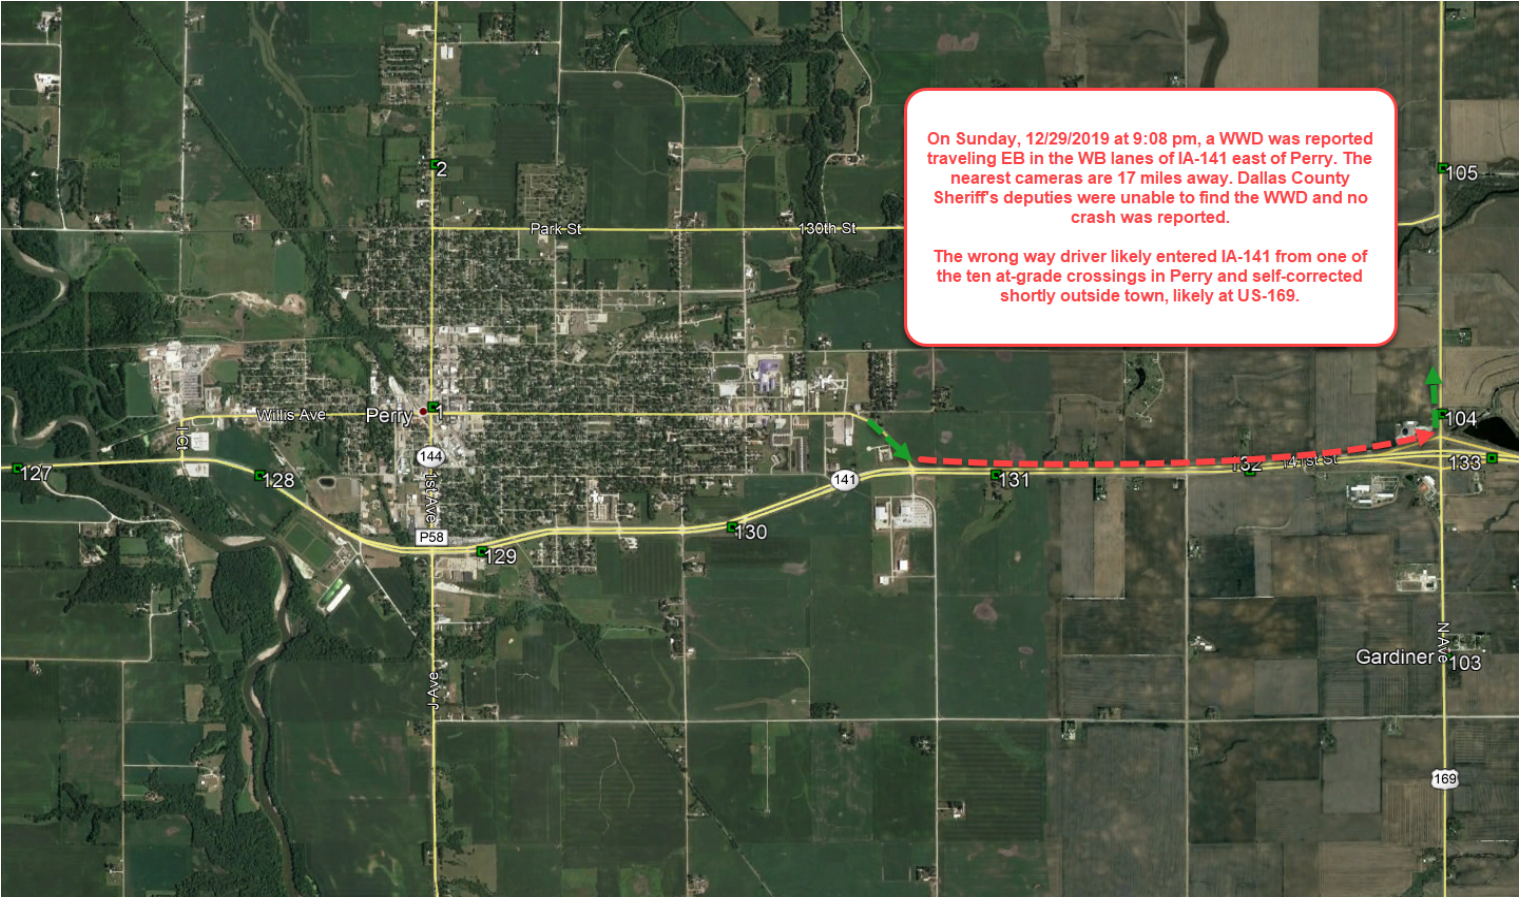 On Sunday, 12/29/2019 at 9:08 pm, a WWD was reported
traveling EB in the WB lanes of IA-141 east of Perry. The
nearest cameras are 17 miles away. Dallas County
Sheriff's deputies were unable to find the WWD and no
crash was reported.
The wrong way driver likely entered IA-141 from one of
the ten at-grade crossings in Perry and self-corrected
shortly outside town, likely at US-169.
2
105
Park St
130th St
Willis Ave
Perry
1
104
I Ct
144
127
128
1st Ave
141
131
132
141st St
133
P58
129
130
N Ave
Gardiner
103
J Ave
169